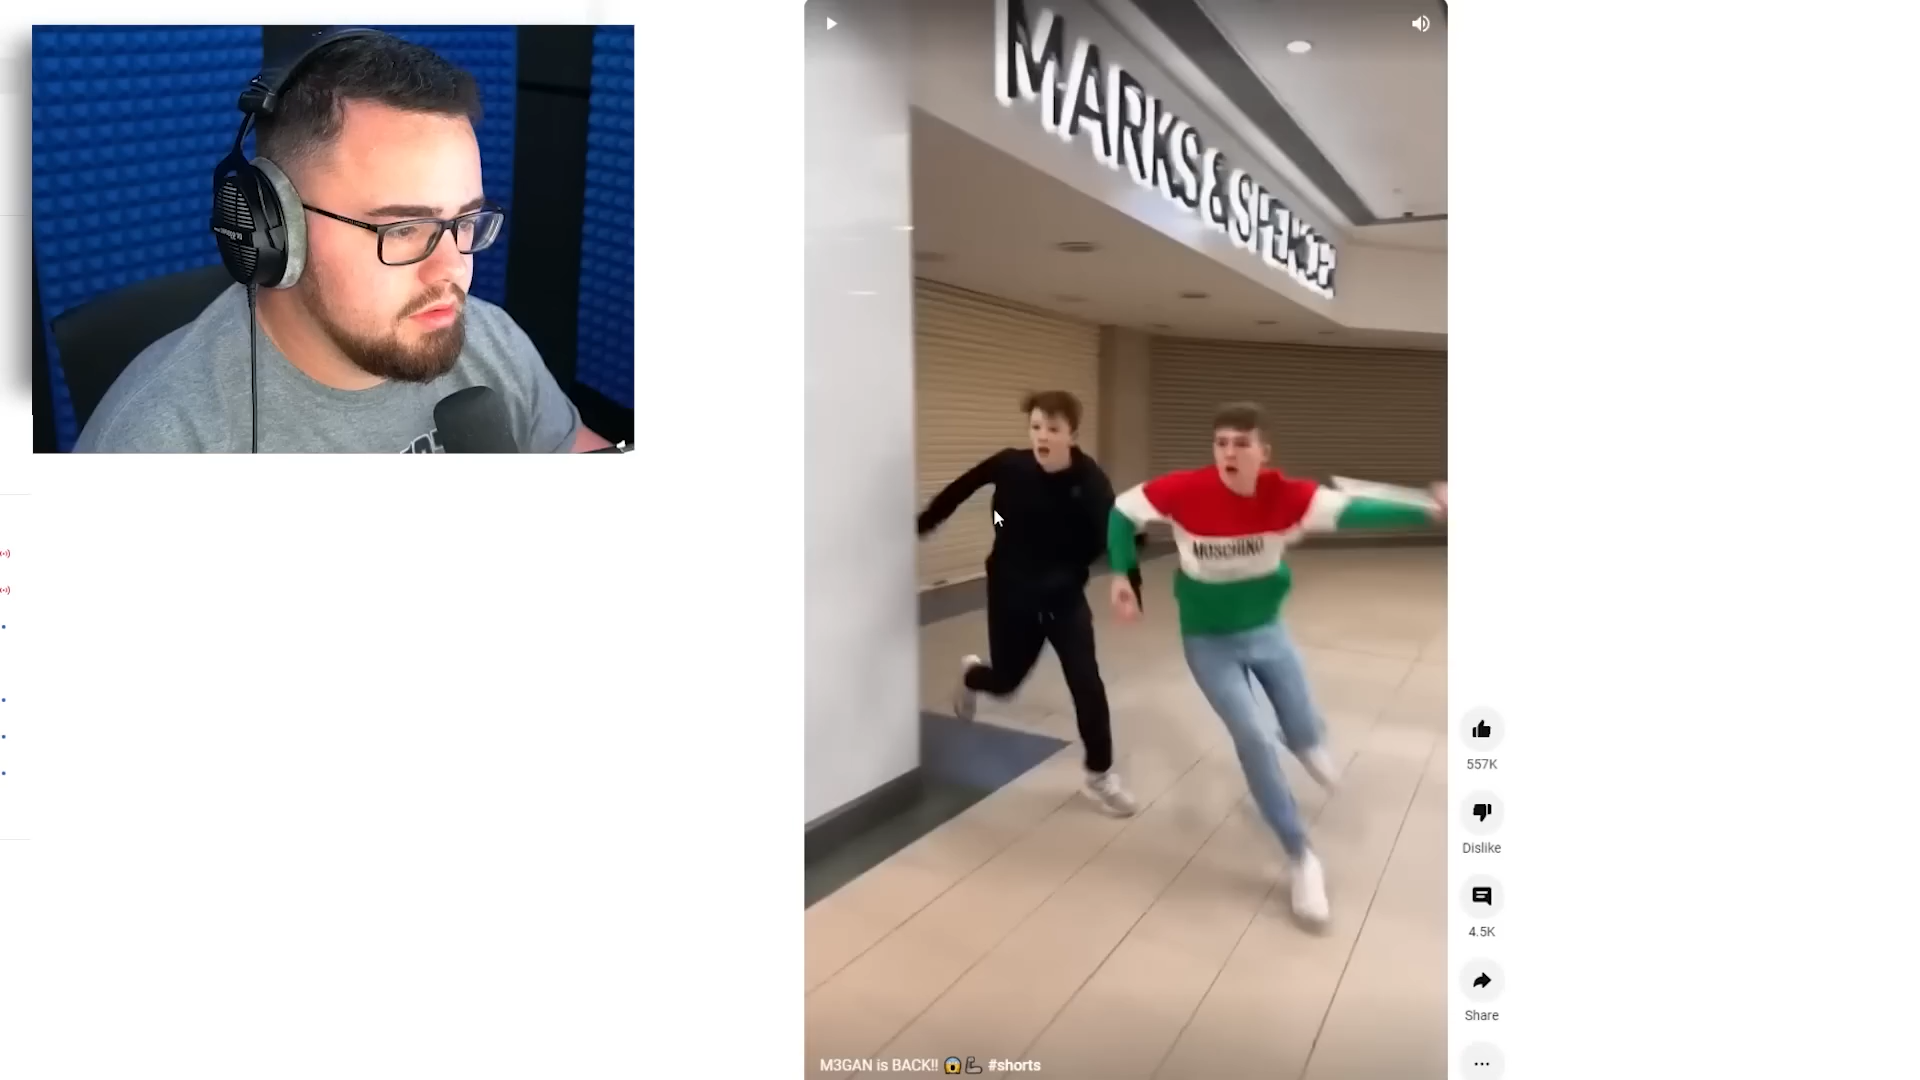 MARKS & SPENCER
MOSCHINO
557K
Dislike
4.5K
Share
M3GAN is BACK!! 😱🦾 #shorts